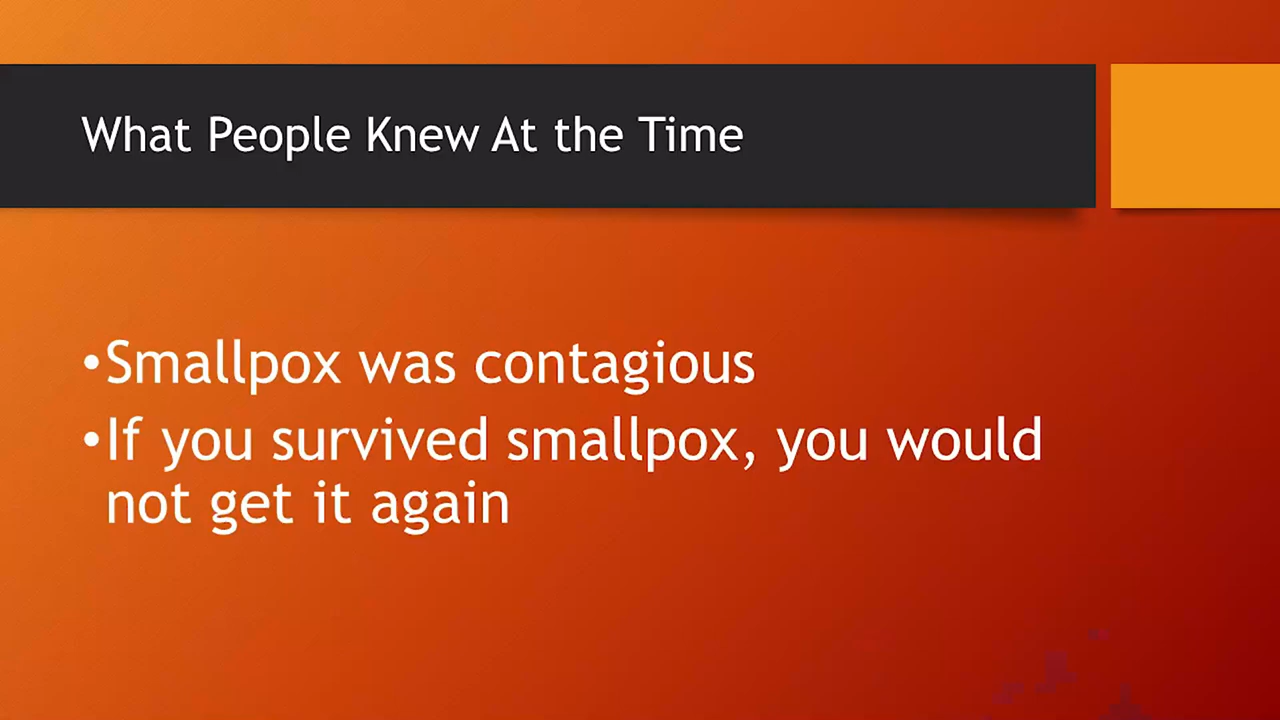 What People Knew At the Time
•Smallpox was contagious
•If you survived smallpox, you would
not get it again